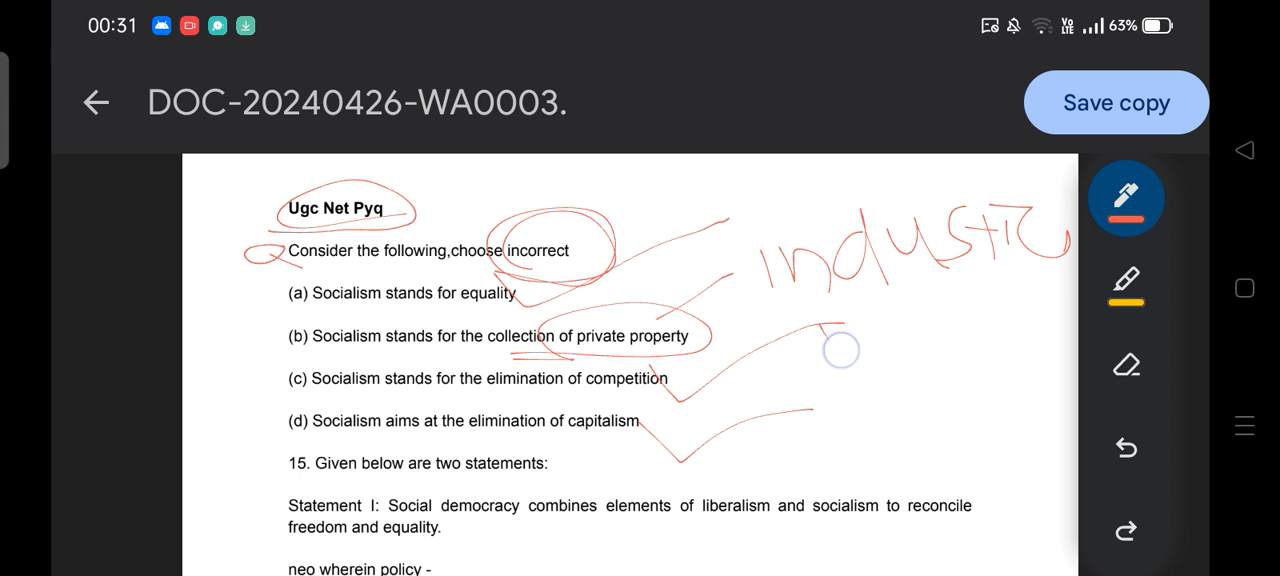 00:31
Vo LTE 63%
DOC-20240426-WA0003.
Save copy
Ugc Net Pyq
Consider the following,choose incorrect
(a) Socialism stands for equality
(b) Socialism stands for the collection of private property
(c) Socialism stands for the elimination of competition
(d) Socialism aims at the elimination of capitalism
15. Given below are two statements:
Statement I: Social democracy combines elements of liberalism and socialism to reconcile
freedom and equality.
neo wherein policy -